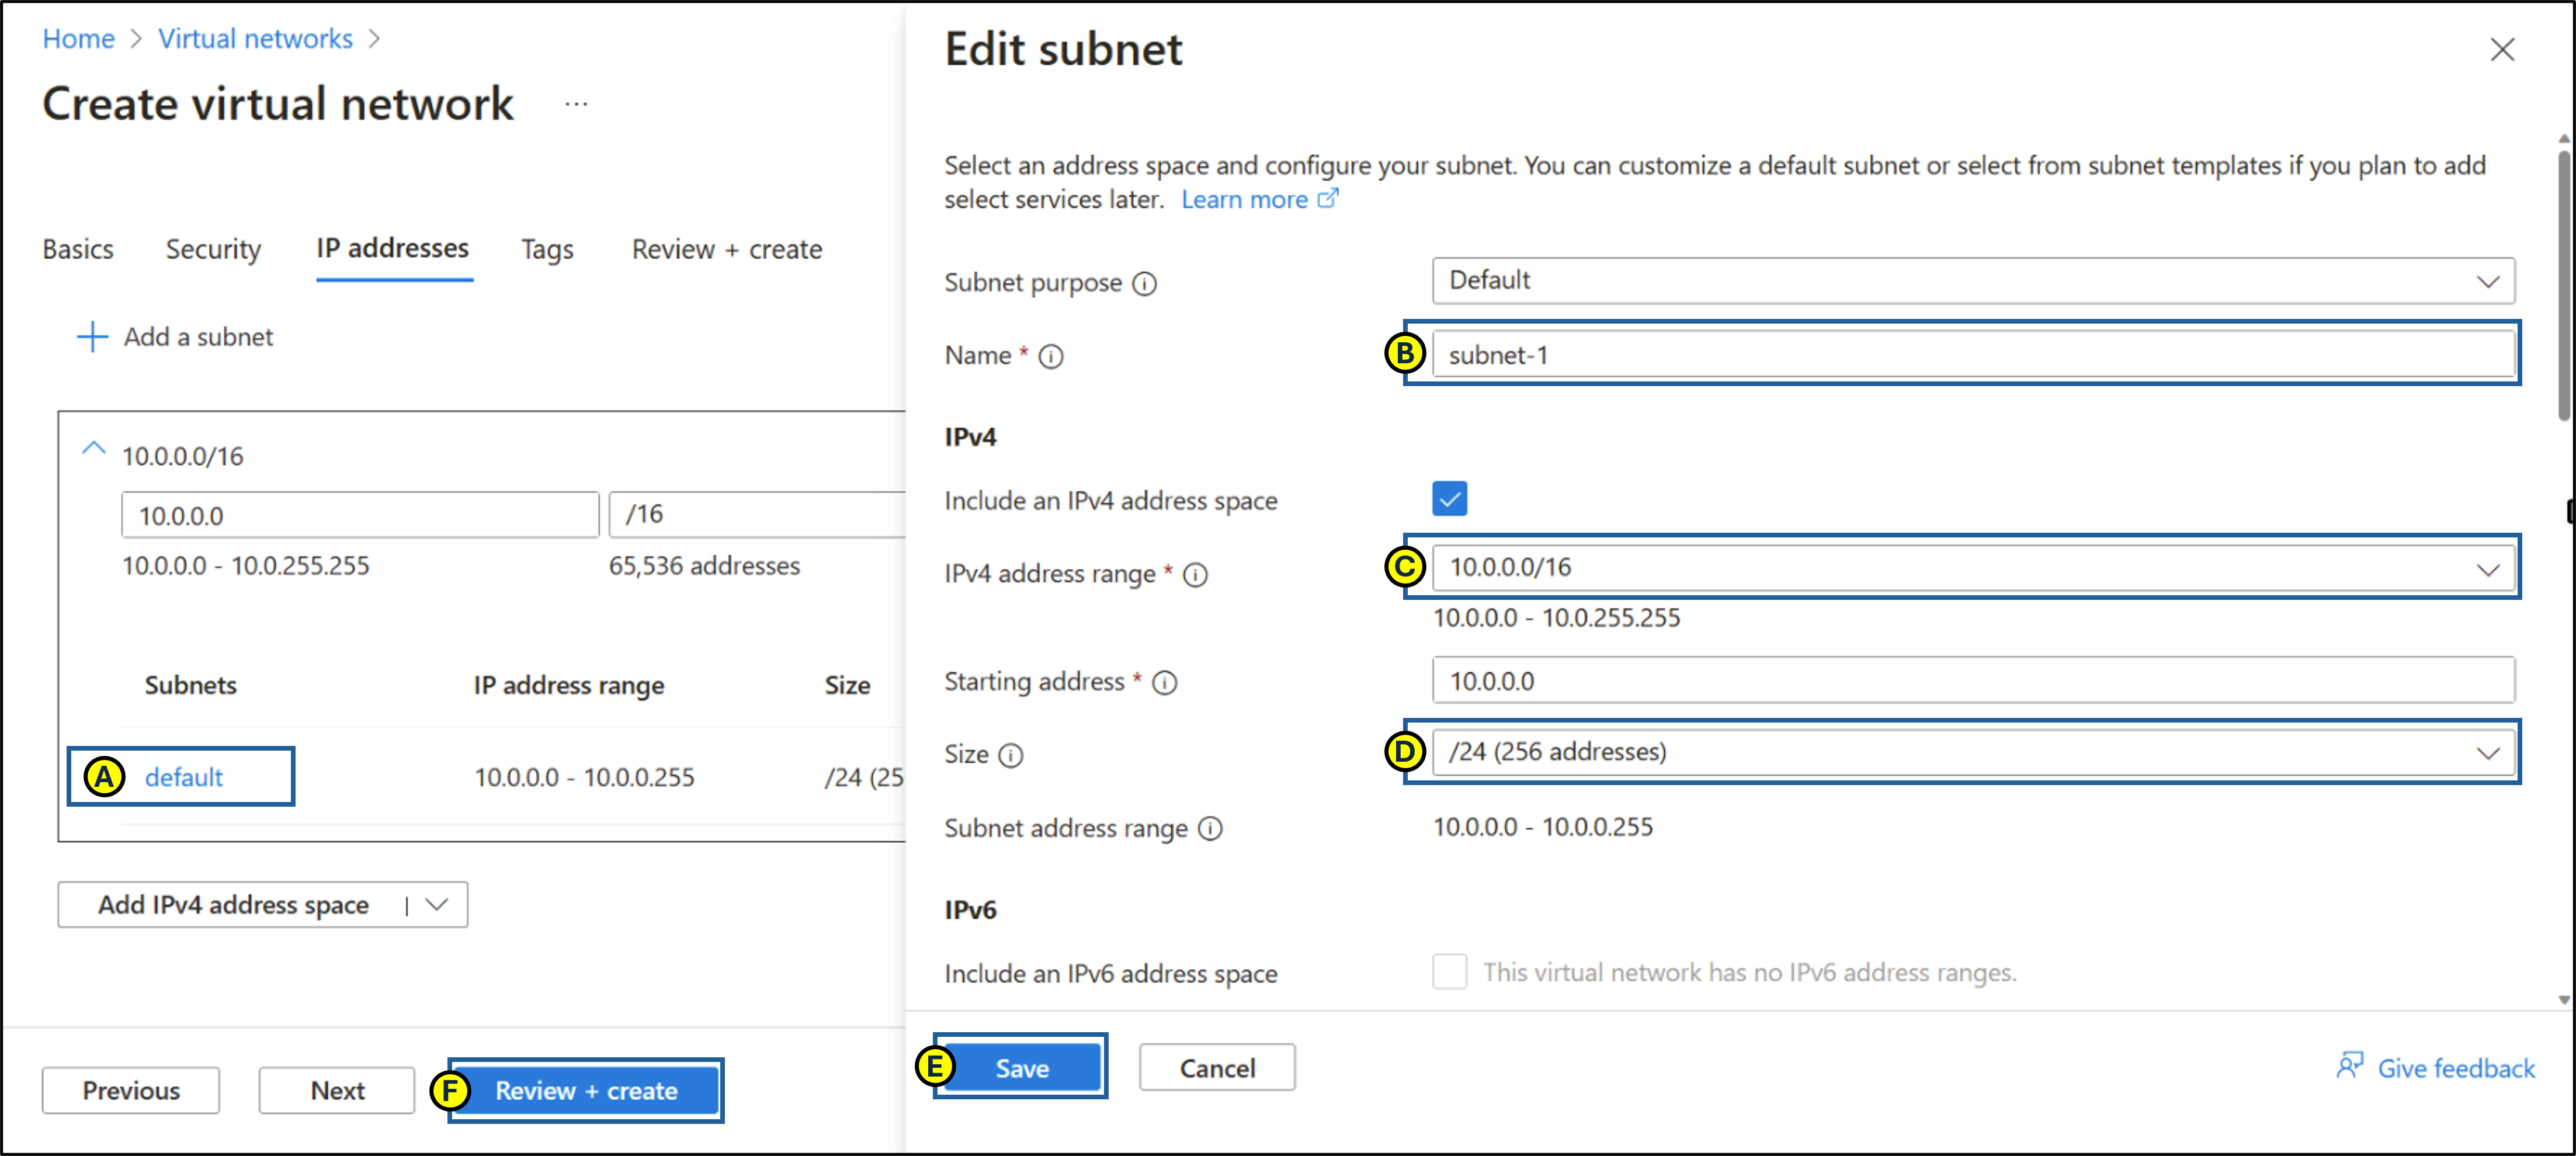 Home > Virtual networks >
Create virtual network ...
Basics Security IP addresses Tags Review + create
+ Add a subnet
10.0.0.0/16
10.0.0.0 /16
10.0.0.0 - 10.0.255.255 65,536 addresses
Subnets IP address range Size
A default 10.0.0.0 - 10.0.0.255 /24 (25
Add IPv4 address space |
Previous Next F Review + create
Edit subnet
Select an address space and configure your subnet. You can customize a default subnet or select from subnet templates if you plan to add
select services later. Learn more
Subnet purpose Default
Name * B subnet-1
IPv4
Include an IPv4 address space
IPv4 address range * C 10.0.0.0/16
10.0.0.0 - 10.0.255.255
Starting address * 10.0.0.0
Size D /24 (256 addresses)
Subnet address range 10.0.0.0 - 10.0.0.255
IPv6
Include an IPv6 address space This virtual network has no IPv6 address ranges.
E Save Cancel Give feedback